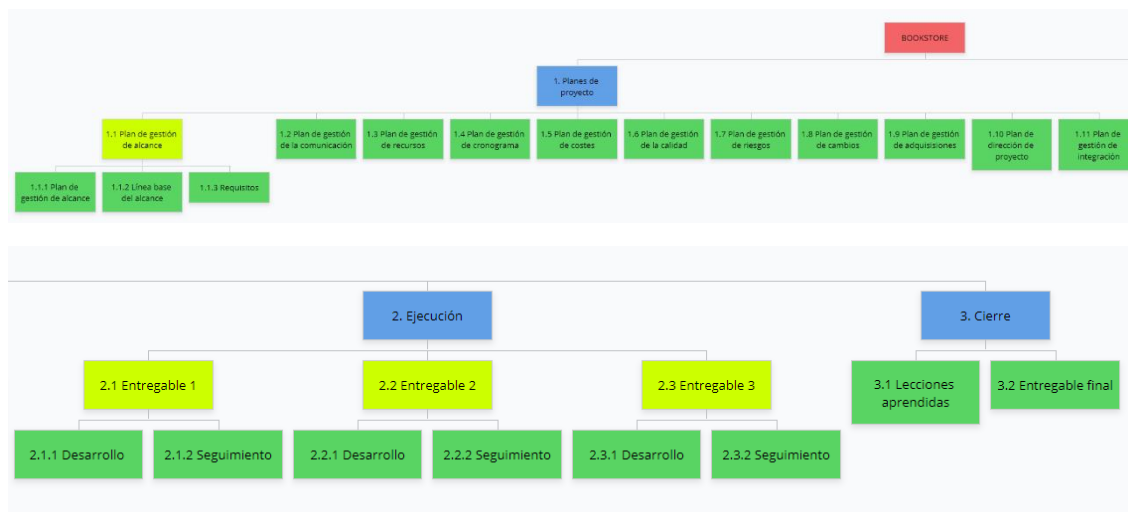 BOOKSTORE
1. Planes de
proyecto
1.1 Plan de gestión
de alcance
1.2 Plan de gestión
de la comunicación
1.3 Plan de gestión
de recursos
1.4 Plan de gestión
de cronograma
1.5 Plan de gestión
de costes
1.6 Plan de gestión
de la calidad
1.7 Plan de gestión
de riesgos
1.8 Plan de gestión
de cambios
1.9 Plan de gestión
de adquisisiones
1.10 Plan de
dirección de
proyecto
1.11 Plan de
gestión de
integración
1.1.1 Plan de
gestión de alcance
1.1.2 Línea base
del alcance
1.1.3 Requisitos
2. Ejecución
3. Cierre
2.1 Entregable 1
2.2 Entregable 2
2.3 Entregable 3
3.1 Lecciones
aprendidas
3.2 Entregable final
2.1.1 Desarrollo
2.1.2 Seguimiento
2.2.1 Desarrollo
2.2.2 Seguimiento
2.3.1 Desarrollo
2.3.2 Seguimiento